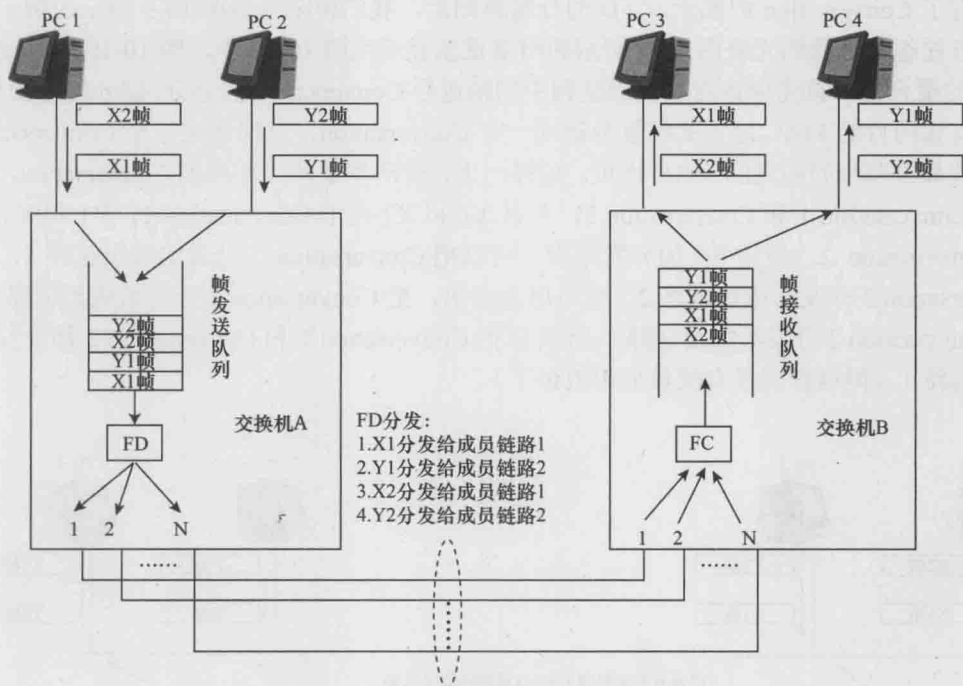 PC 1
PC 2
PC 3
PC 4
X2帧
Y2帧
X1帧
Y1帧
X1帧
Y1帧
X2帧
Y2帧
帧发送队列
Y2帧
X2帧
Y1帧
X1帧
FD
交换机A
1 2 N
……
FD分发:
1.X1分发给成员链路1
2.Y1分发给成员链路2
3.X2分发给成员链路1
4.Y2分发给成员链路2
帧接收队列
Y1帧
Y2帧
X1帧
X2帧
FC
交换机B
1 2 N
……